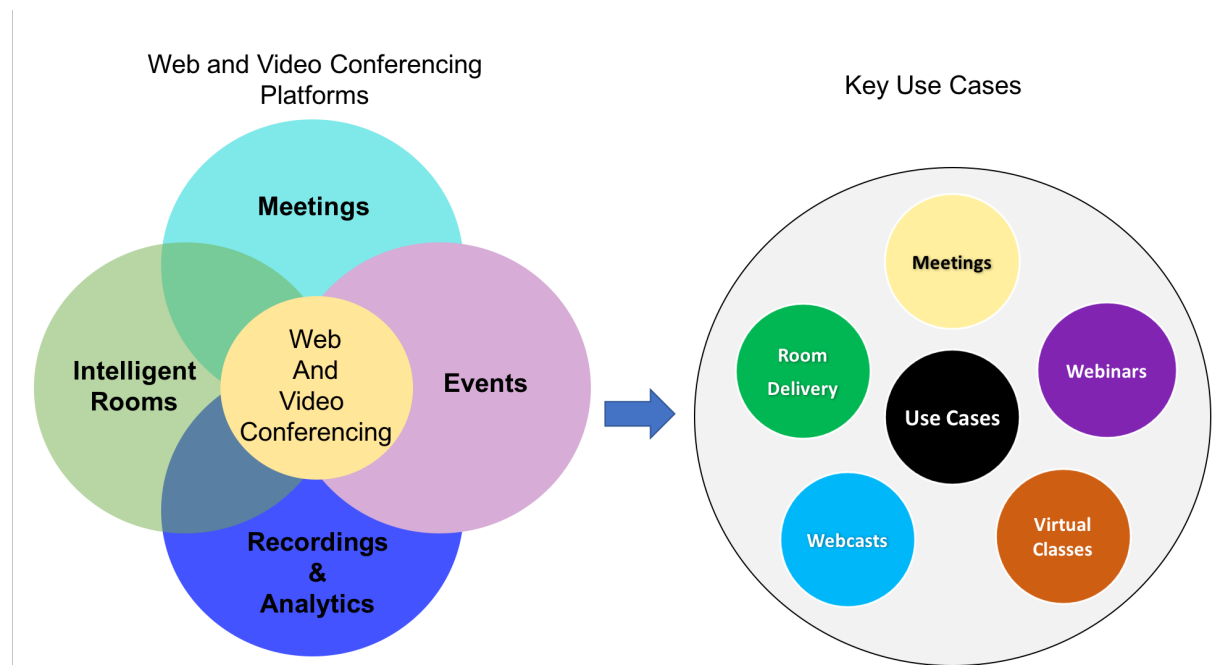 Web and Video Conferencing
Platforms
Meetings
Intelligent
Rooms
Web
And
Video
Conferencing
Events
Recordings
&
Analytics
Key Use Cases
Meetings
Room
Delivery
Webinars
Use Cases
Webcasts
Virtual
Classes